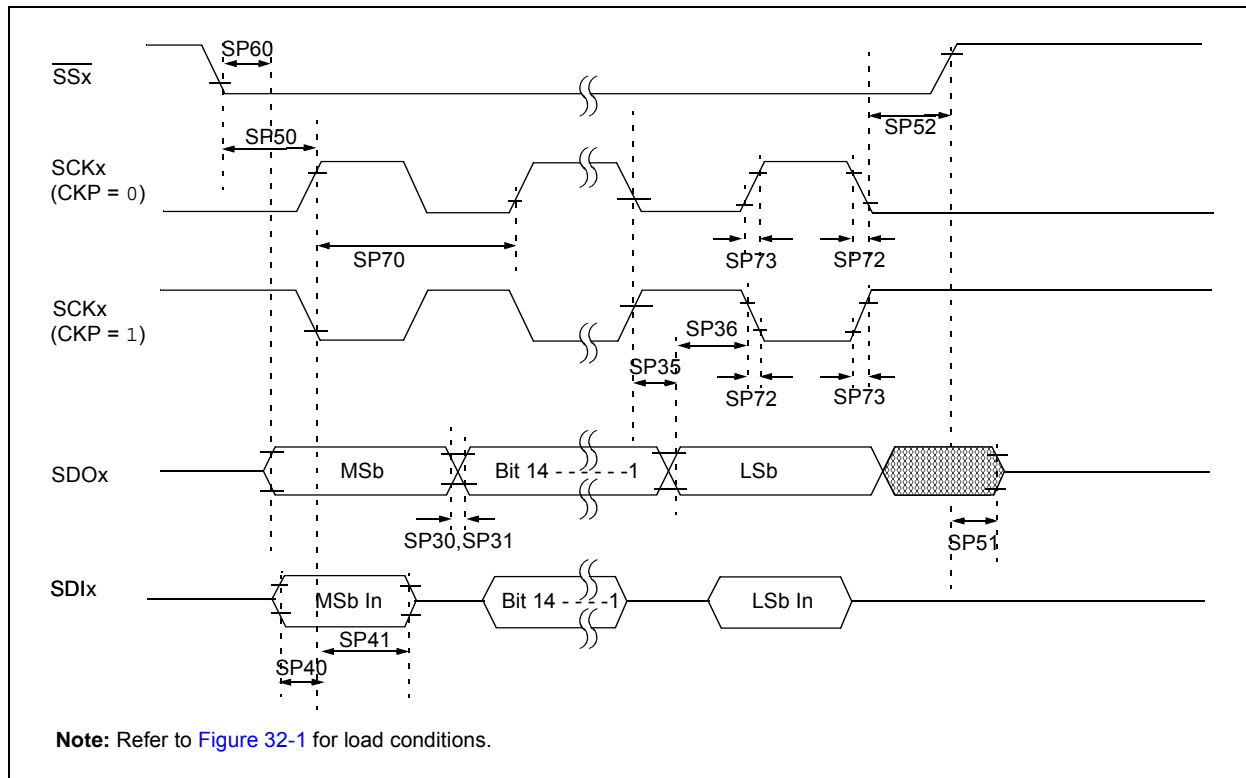 SP60
SSx
SP52
SP50
SCKx
(CKP = 0)
SP70
SP73
SP72
SCKx
(CKP = 1)
SP36
SP35
SP72
SP73
SDOx
MSb
Bit 14 - - - - - -1
LSb
SP30,SP31
SP51
SDIx
MSb In
Bit 14 - - - -1
LSb In
SP41
SP40
Note: Refer to Figure 32-1 for load conditions.